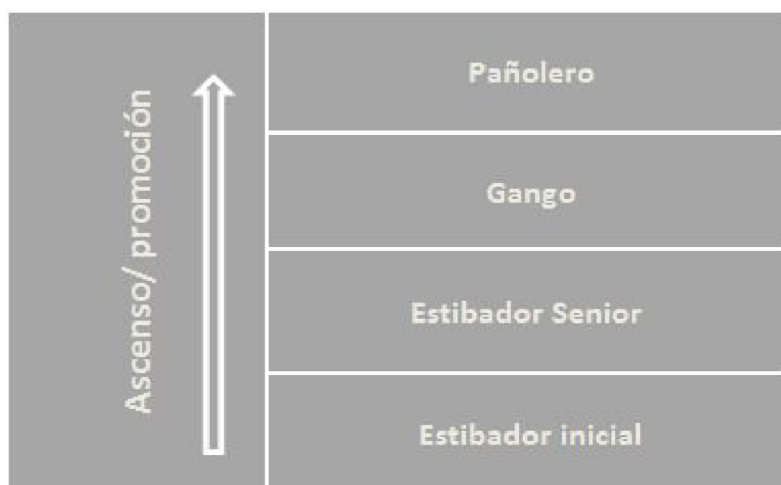 Ascenso/ promoción
Pañolero
Gango
Estibador Senior
Estibador inicial